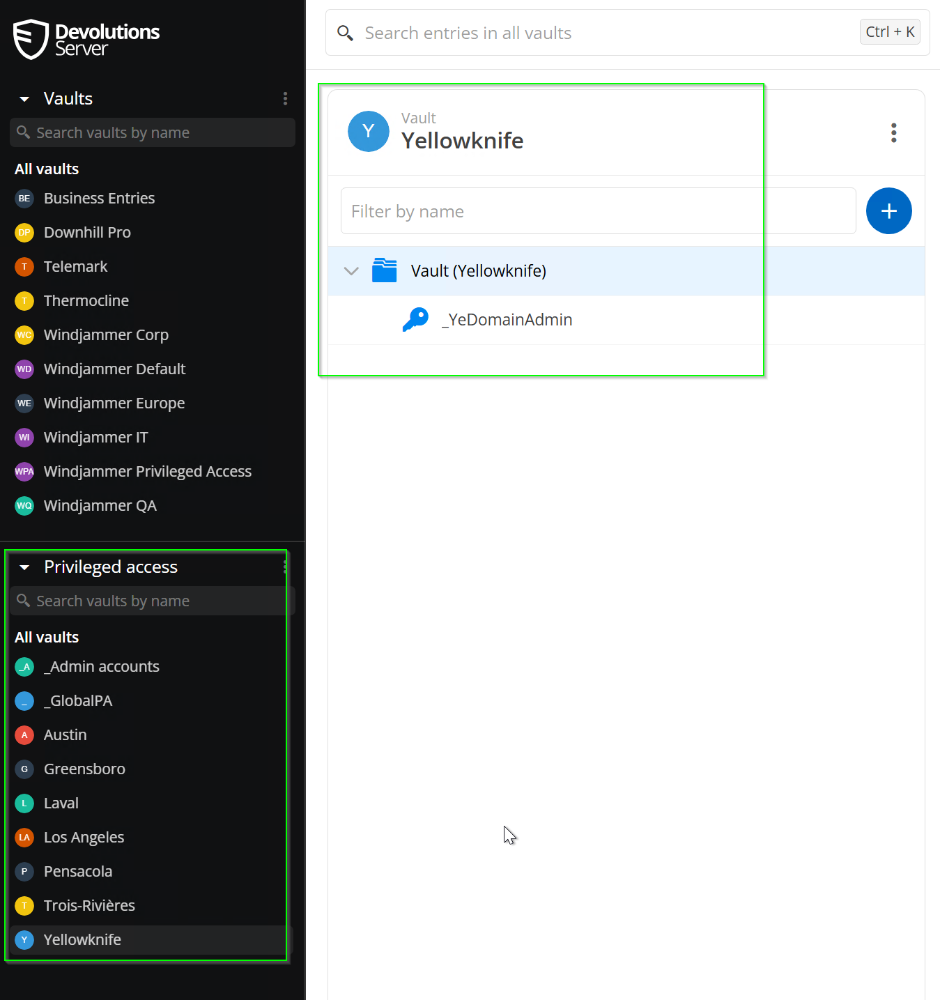 Devolutions
Server
Vaults
Search vaults by name
All vaults
BE Business Entries
DP Downhill Pro
T Telemark
T Thermocline
WC Windjammer Corp
WD Windjammer Default
WE Windjammer Europe
WI Windjammer IT
WPA Windjammer Privileged Access
WQ Windjammer QA
Privileged access
Search vaults by name
All vaults
_A _Admin accounts
_ _GlobalPA
A Austin
G Greensboro
L Laval
LA Los Angeles
P Pensacola
T Trois-Rivières
Y Yellowknife
Search entries in all vaults Ctrl + K
Y
Vault
Yellowknife
Filter by name
Vault (Yellowknife)
_YeDomainAdmin